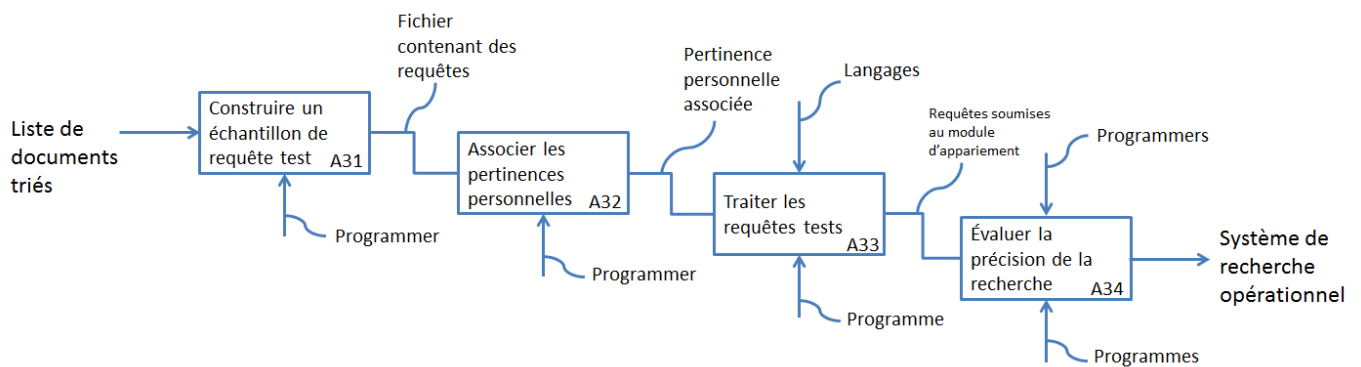 Liste de
documents
triés
Construire un
échantillon de
requête test
A31
Programmer
Fichier
contenant des
requêtes
Associer les
pertinences
personnelles
A32
Programmer
Pertinence
personnelle
associée
Langages
Traiter les
requêtes tests
A33
Programme
Requêtes soumises
au module
d'appariement
Programmers
Évaluer la
précision de la
recherche
A34
Programmes
Système de
recherche
opérationnel